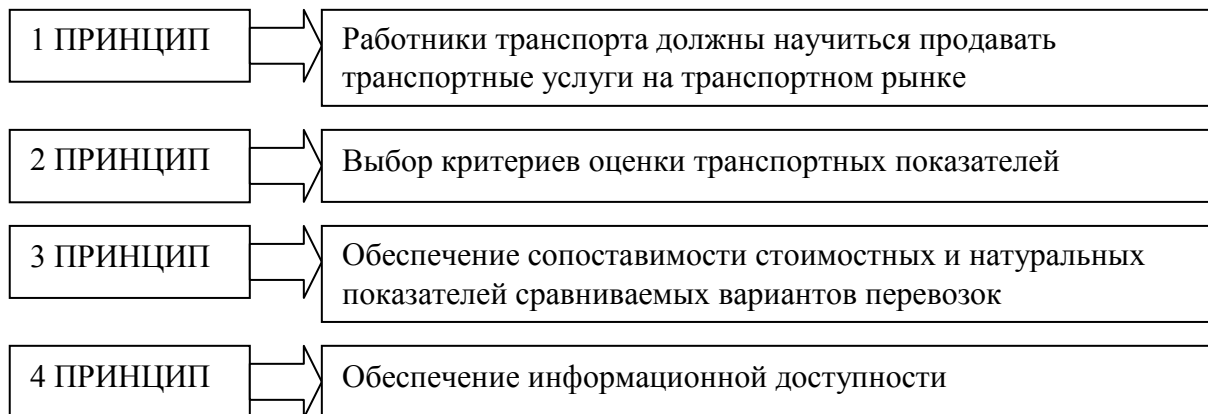 1 ПРИНЦИП
Работники транспорта должны научиться продавать
транспортные услуги на транспортном рынке
2 ПРИНЦИП
Выбор критериев оценки транспортных показателей
3 ПРИНЦИП
Обеспечение сопоставимости стоимостных и натуральных
показателей сравниваемых вариантов перевозок
4 ПРИНЦИП
Обеспечение информационной доступности